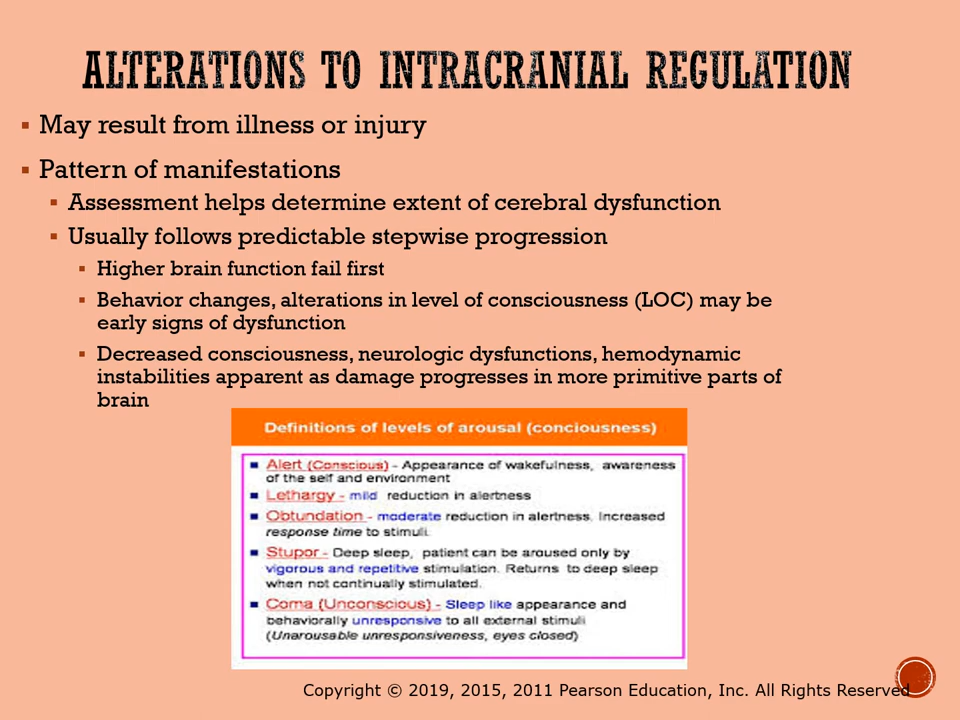 ALTERATIONS TO INTRACRANIAL REGULATION
May result from illness or injury
Pattern of manifestations
Assessment helps determine extent of cerebral dysfunction
Usually follows predictable stepwise progression
Higher brain function fail first
Behavior changes, alterations in level of consciousness (LOC) may be
early signs of dysfunction
Decreased consciousness, neurologic dysfunctions, hemodynamic
instabilities apparent as damage progresses in more primitive parts of
brain
Definitions of levels of arousal (conciousness)
Alert (Conscious) - Appearance of wakefulness, awareness
of the self and environment
Lethargy - mild reduction in alertness
Obtundation - moderate reduction in alertness. Increased
response time to stimuli.
Stupor - Deep sleep, patient can be aroused only by
vigorous and repetitive stimulation. Returns to deep sleep
when not continually stimulated.
Coma (Unconscious) - Sleep like appearance and
behaviorally unresponsive to all external stimuli
(Unarousable unresponsiveness, eyes closed)
Copyright © 2019, 2015, 2011 Pearson Education, Inc. All Rights Reserved